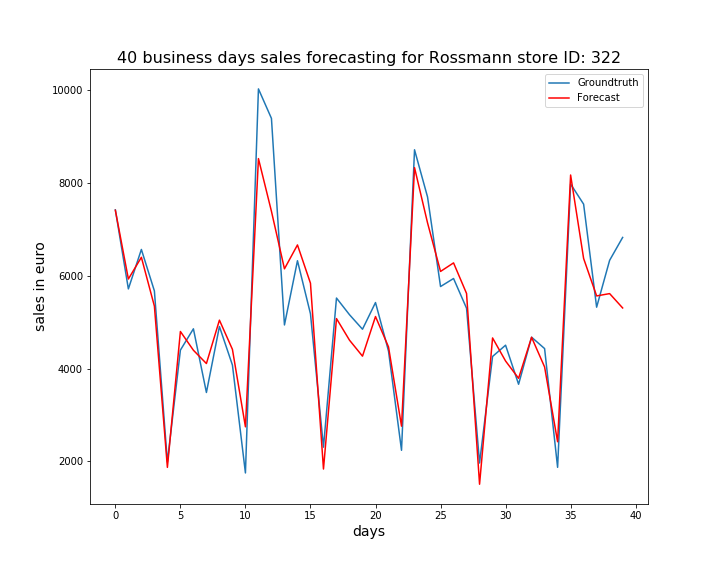 40 business days sales forecasting for Rossmann store ID: 322
Groundtruth
Forecast
sales in euro
10000
8000
6000
4000
2000
0 5 10 15 20 25 30 35 40
days